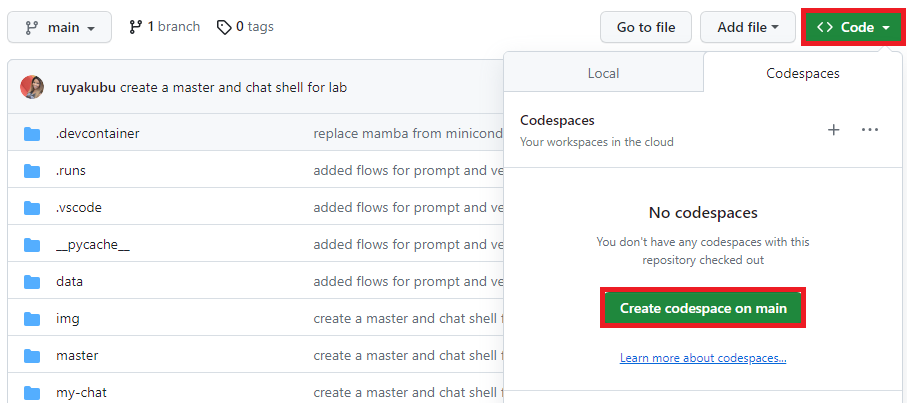 main
1 branch
0 tags
Go to file
Add file
Code
ruyakubu create a master and chat shell for lab
.devcontainer replace mamba from minicond
.runs added flows for prompt and ve
.vscode added flows for prompt and ve
__pycache__ added flows for prompt and ve
data added flows for prompt and ve
img create a master and chat shell f
master create a master and chat shell f
my-chat create a master and chat shell f
Local
Codespaces
Codespaces
Your workspaces in the cloud
No codespaces
You don't have any codespaces with this
repository checked out
Create codespace on main
Learn more about codespaces...